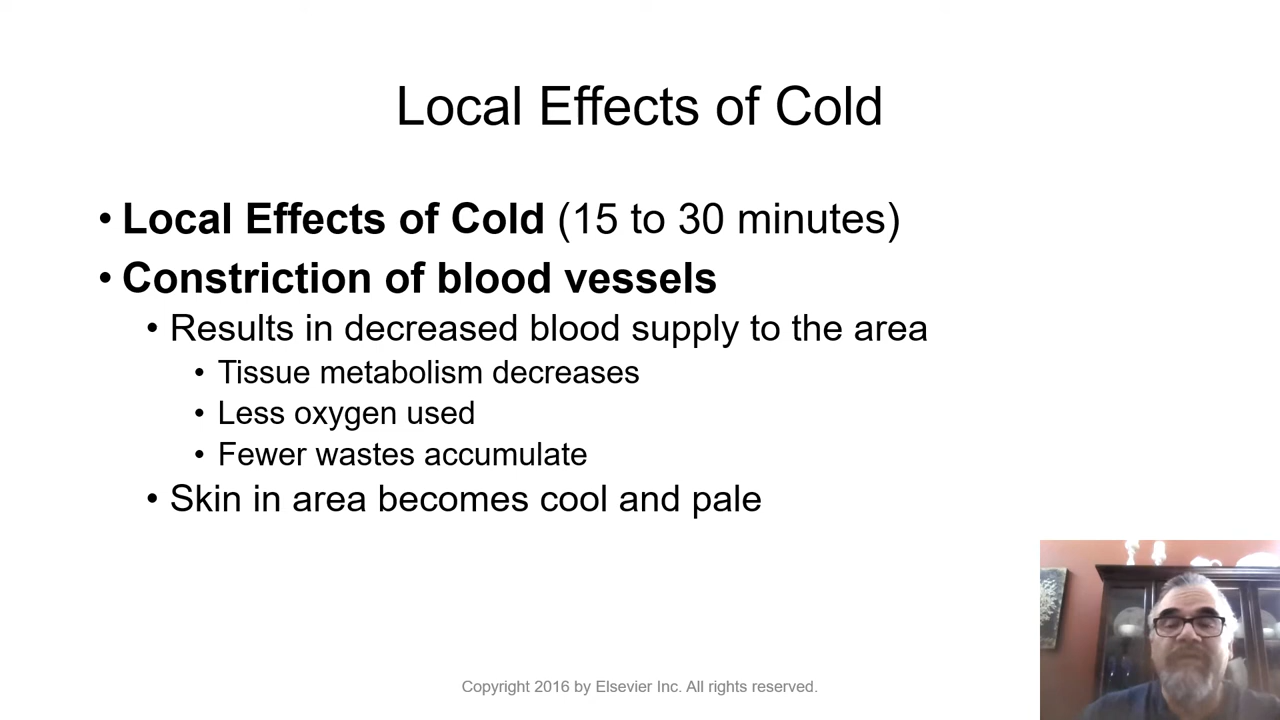 Local Effects of Cold
• Local Effects of Cold (15 to 30 minutes)
• Constriction of blood vessels
• Results in decreased blood supply to the area
• Tissue metabolism decreases
• Less oxygen used
• Fewer wastes accumulate
• Skin in area becomes cool and pale
Copyright 2016 by Elsevier Inc. All rights reserved.